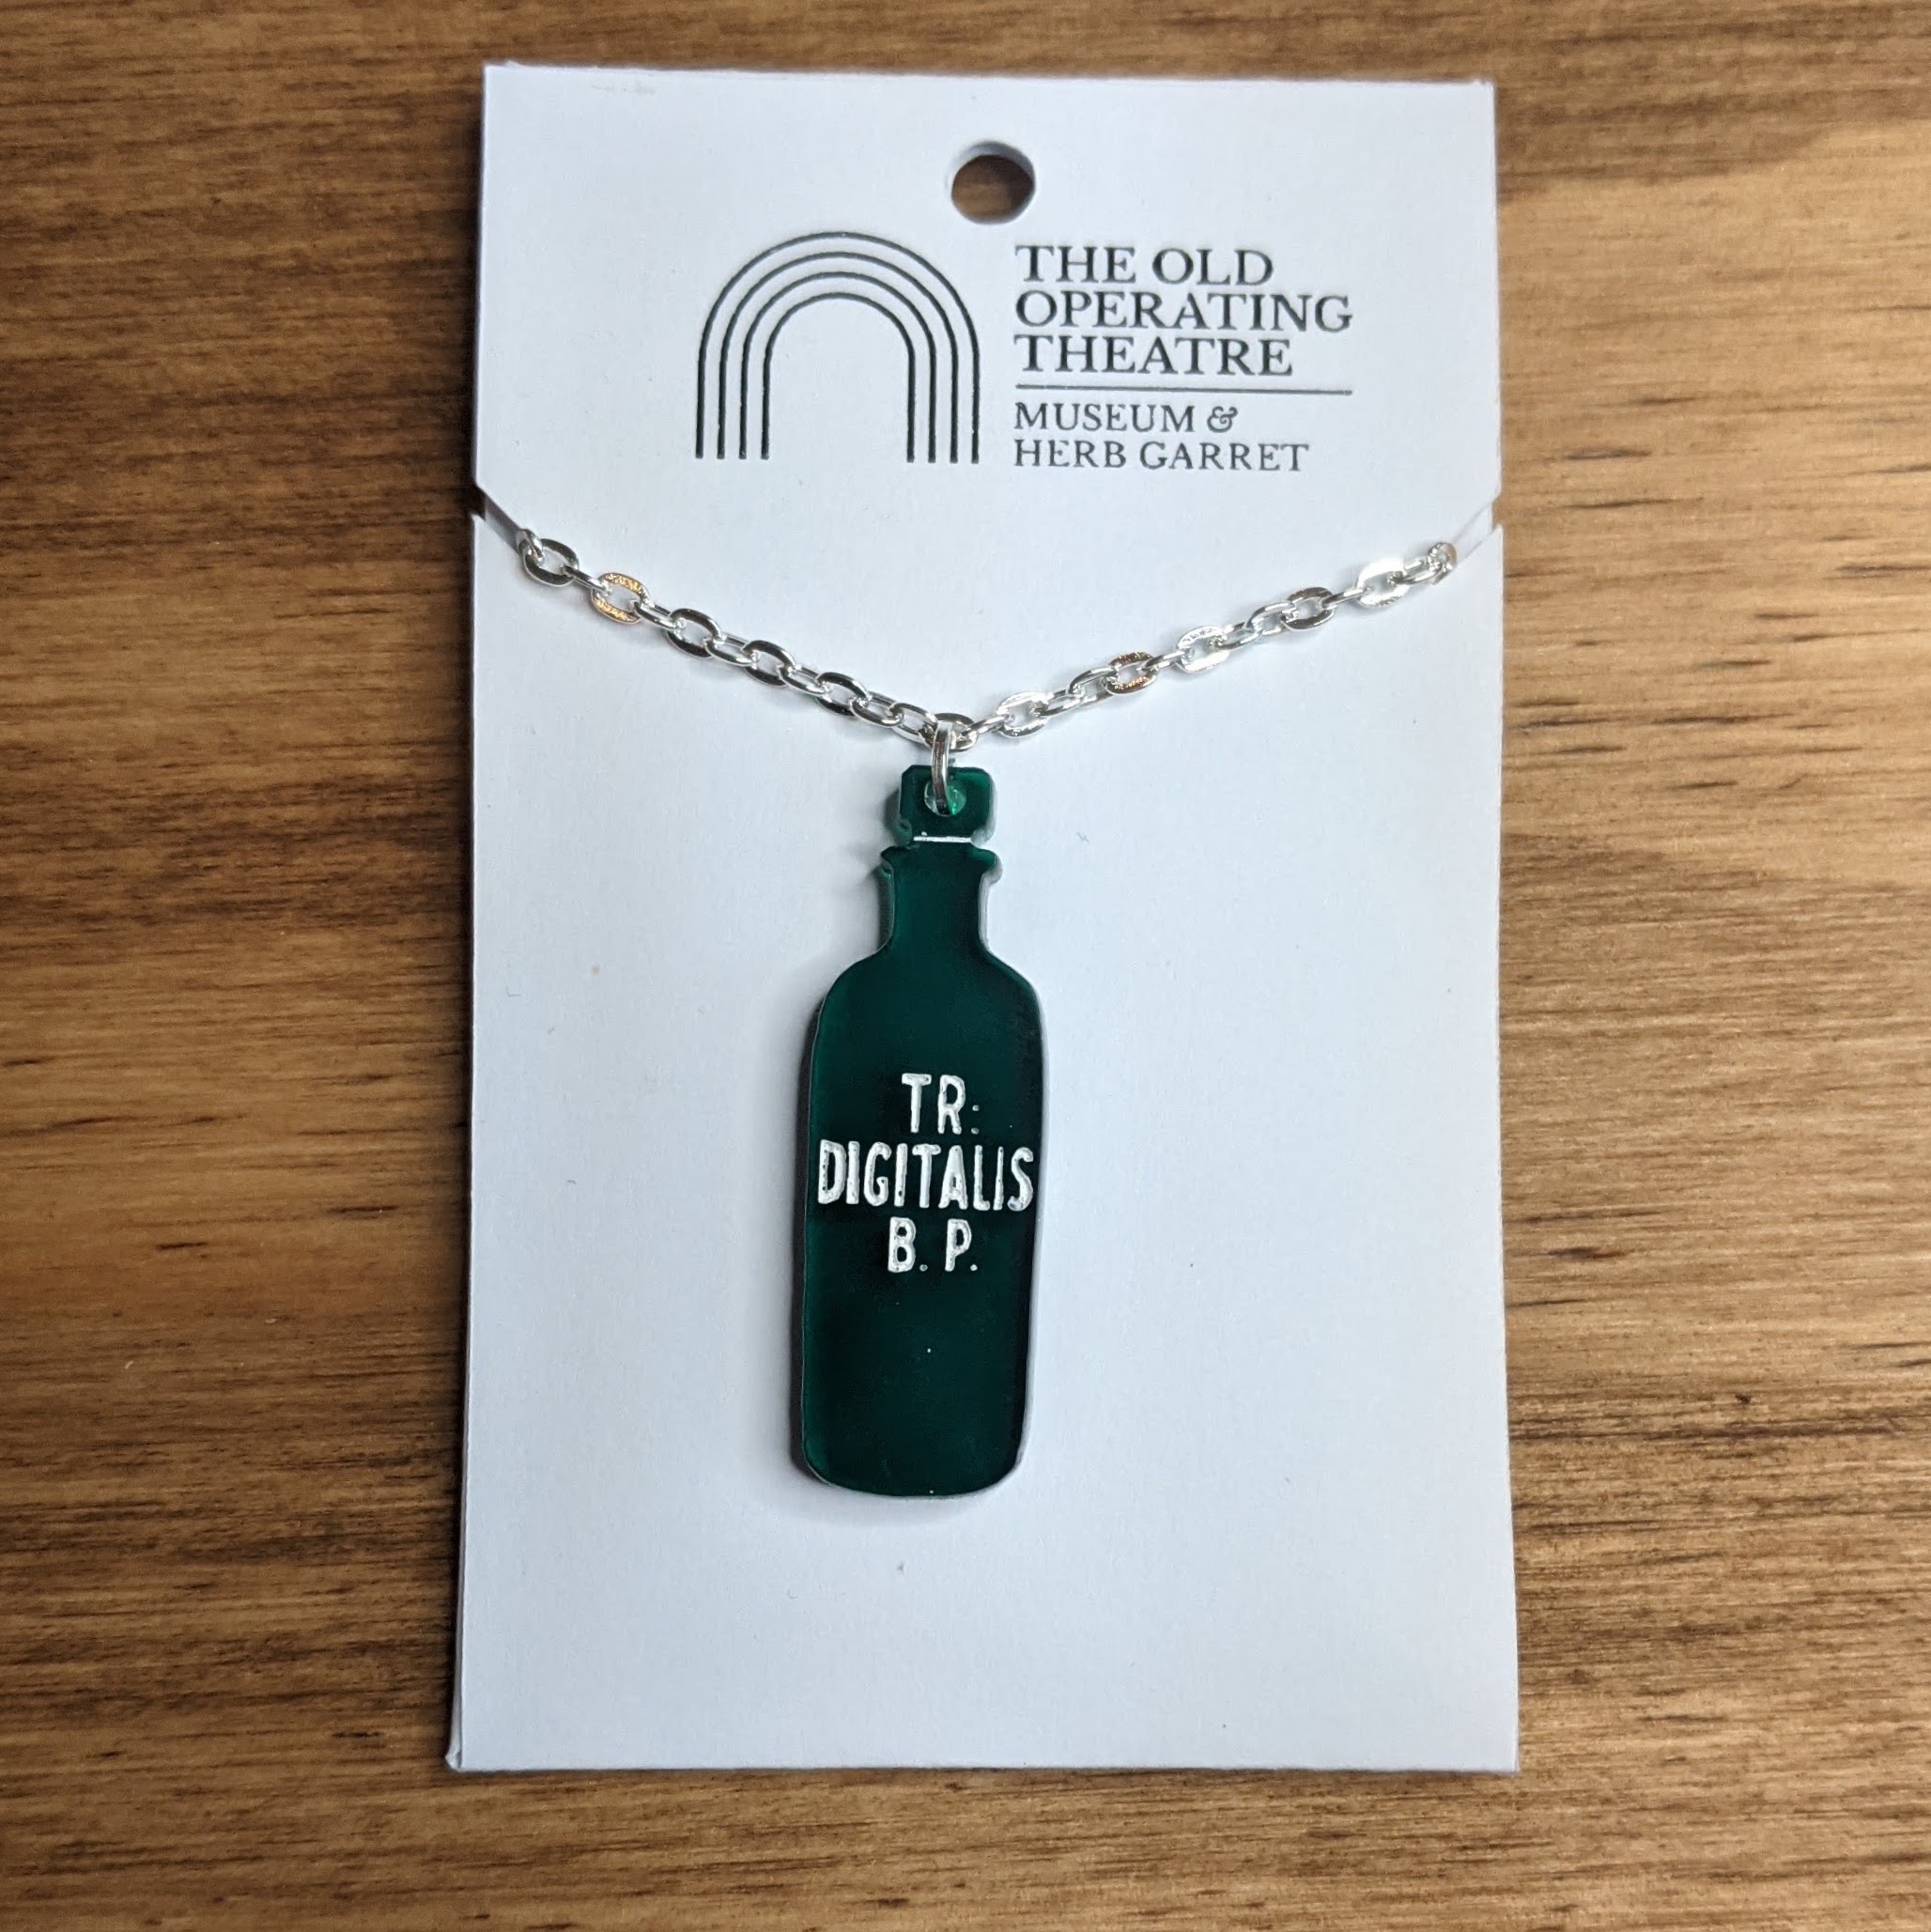 THE OLD
OPERATING
THEATRE
MUSEUM &
HERB GARRET
TR:
DIGITALIS
B. P.